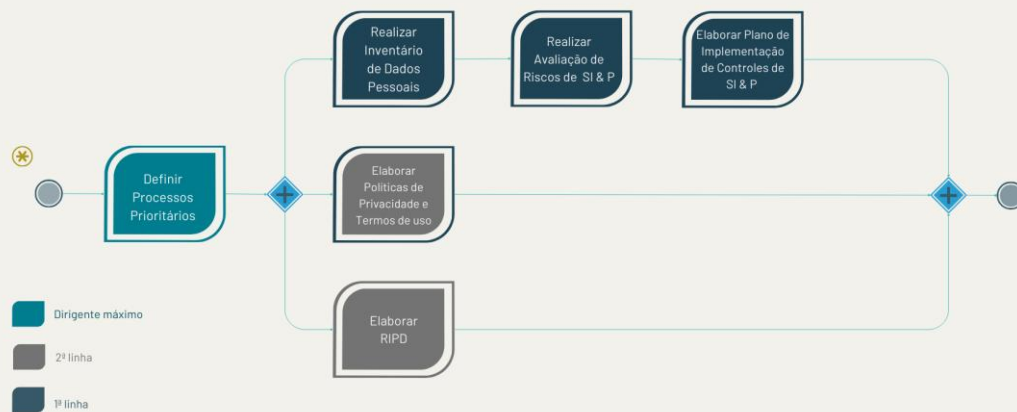 Realizar
Inventário
de Dados
Pessoais
Realizar
Avaliação de
Riscos de SI & P
Elaborar Plano de
Implementação
de Controles de
SI & P
Definir
Processos
Prioritários
Elaborar
Políticas de
Privacidade e
Termos de uso
Elaborar
RIPD
Dirigente máximo
2ª linha
1ª linha